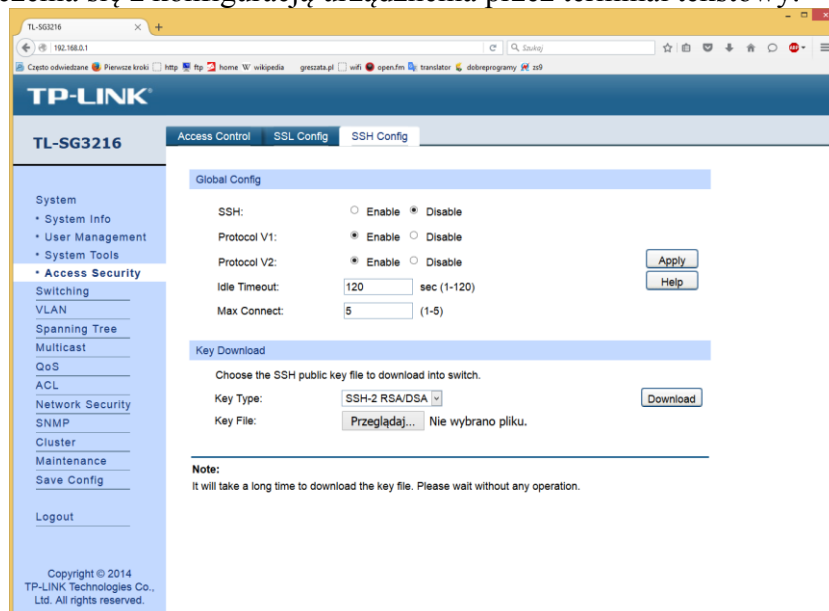 się z konfiguracją urządzenia przez terminal tekstowy.
TL-SG3216
192.168.0.1
Szukaj
Często odwiedzane Pierwsze kroki http ftp home W wikipedia greszata.pl wifi open.fm translator dobreprogramy zs9
TP-LINK
TL-SG3216
Access Control SSL Config SSH Config
Global Config
SSH: Enable Disable
Protocol V1: Enable Disable
Protocol V2: Enable Disable
Idle Timeout: 120 sec (1-120)
Max Connect: 5 (1-5)
Apply
Help
Key Download
Choose the SSH public key file to download into switch.
Key Type: SSH-2 RSA/DSA
Download
Key File: Przeglądaj... Nie wybrano pliku.
Note:
It will take a long time to download the key file. Please wait without any operation.
System
• System Info
• User Management
• System Tools
• Access Security
Switching
VLAN
Spanning Tree
Multicast
QoS
ACL
Network Security
SNMP
Cluster
Maintenance
Save Config
Logout
Copyright © 2014
TP-LINK Technologies Co.,
Ltd. All rights reserved.